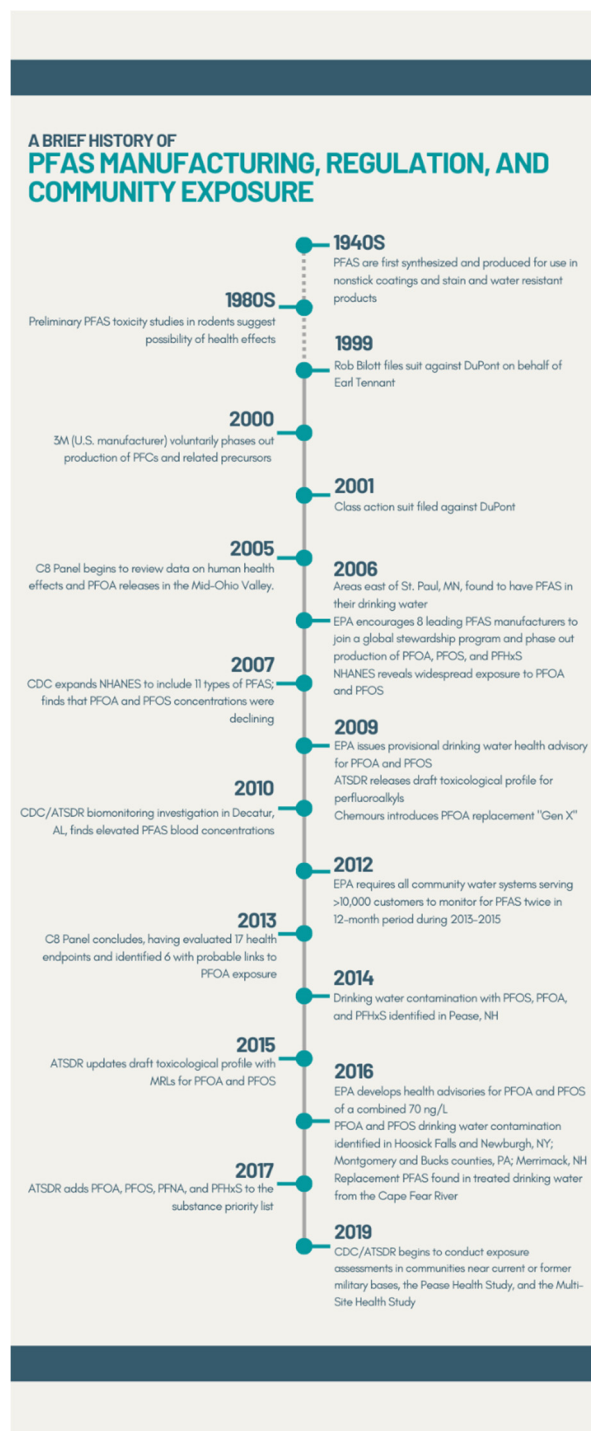 A BRIEF HISTORY OF
PFAS MANUFACTURING, REGULATION, AND
COMMUNITY EXPOSURE
1940S
PFAS are first synthesized and produced for use in
nonstick coatings and stain and water resistant
products
1980S
Preliminary PFAS toxicity studies in rodents suggest
possibility of health effects
1999
Rob Bilott files suit against DuPont on behalf of
Earl Tennant
2000
3M (U.S. manufacturer) voluntarily phases out
production of PFCs and related precursors
2001
Class action suit filed against DuPont
2005
C8 Panel begins to review data on human health
effects and PFOA releases in the Mid-Ohio Valley.
2006
Areas east of St. Paul, MN, found to have PFAS in
their drinking water
EPA encourages 8 leading PFAS manufacturers to
join a global stewardship program and phase out
production of PFOA, PFOS, and PFHxS
NHANES reveals widespread exposure to PFOA
and PFOS
2007
CDC expands NHANES to include 11 types of PFAS;
finds that PFOA and PFOS concentrations were
declining
2009
EPA issues provisional drinking water health advisory
for PFOA and PFOS
ATSDR releases draft toxicological profile for
perfluoroalkyls
Chemours introduces PFOA replacement "Gen X"
2010
CDC/ATSDR biomonitoring investigation in Decatur,
AL, finds elevated PFAS blood concentrations
2012
EPA requires all community water systems serving
>10,000 customers to monitor for PFAS twice in
12-month period during 2013-2015
2013
C8 Panel concludes, having evaluated 17 health
endpoints and identified 6 with probable links to
PFOA exposure
2014
Drinking water contamination with PFOS, PFOA,
and PFHxS identified in Pease, NH
2015
ATSDR updates draft toxicological profile with
MRLs for PFOA and PFOS
2016
EPA develops health advisories for PFOA and PFOS
of a combined 70 ng/L
PFOA and PFOS drinking water contamination
identified in Hoosick Falls and Newburgh, NY;
Montgomery and Bucks counties, PA; Merrimack, NH
Replacement PFAS found in treated drinking water
from the Cape Fear River
2017
ATSDR adds PFOA, PFOS, PFNA, and PFHxS to the
substance priority list
2019
CDC/ATSDR begins to conduct exposure
assessments in communities near current or former
military bases, the Pease Health Study, and the Multi-
Site Health Study